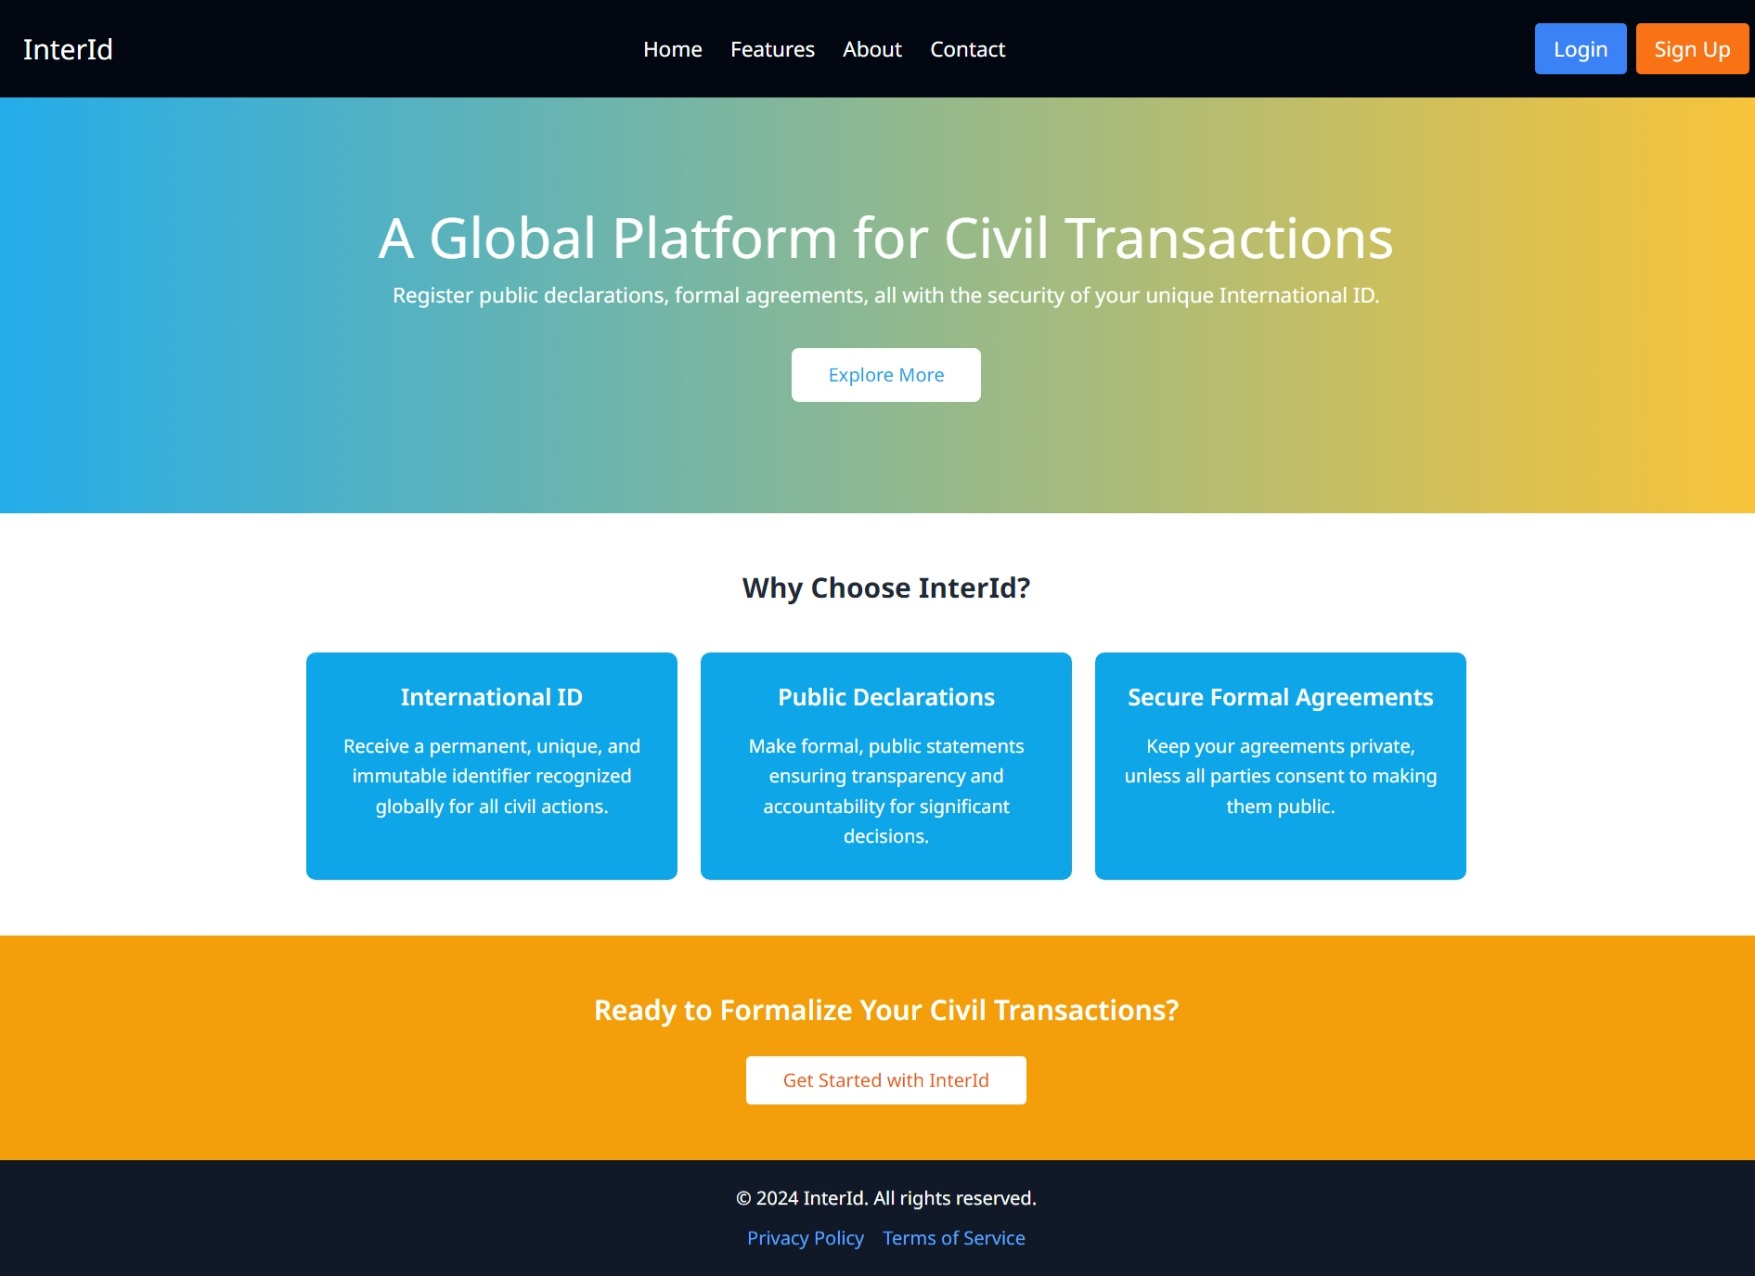 InterId
Home Features About Contact
Login Sign Up
A Global Platform for Civil Transactions
Register public declarations, formal agreements, all with the security of your unique International ID.
Explore More
Why Choose InterId?
International ID
Receive a permanent, unique, and
immutable identifier recognized
globally for all civil actions.
Public Declarations
Make formal, public statements
ensuring transparency and
accountability for significant
decisions.
Secure Formal Agreements
Keep your agreements private,
unless all parties consent to making
them public.
Ready to Formalize Your Civil Transactions?
Get Started with InterId
© 2024 InterId. All rights reserved.
Privacy Policy Terms of Service